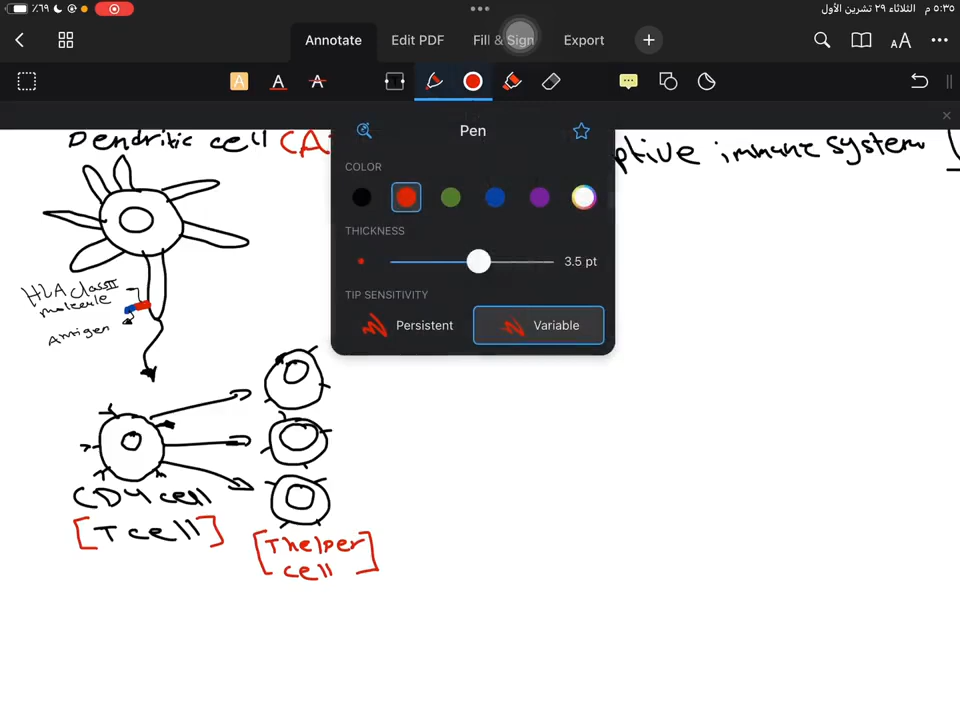 ٪٦٩
٥:٣٥ م الثلاثاء ٢٩ تشرين الأول
Annotate
Edit PDF
Fill & Sign
Export
Pen
COLOR
THICKNESS
3.5 pt
TIP SENSITIVITY
Persistent
Variable
Dendritic cell (A
ptive immune system
HLA class II
molecule
Antigen
CD4 cell
[T cell]
[T helper
cell]